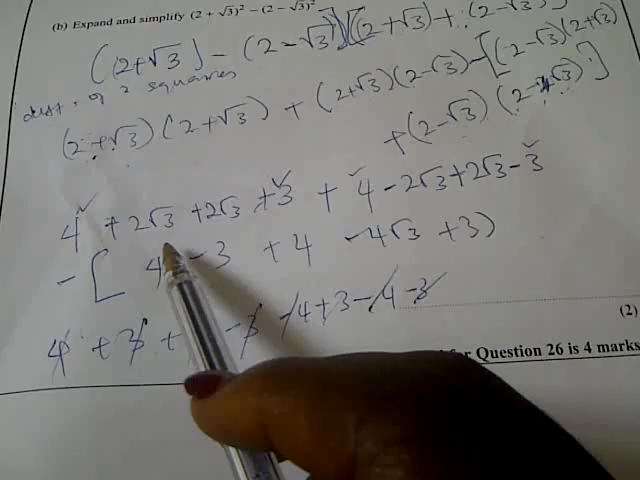 (b) Expand and simplify (2 + √3)² − (2 − √3)²
((2+√3) − (2 − √3))((2+√3) + (2 − √3)
of 2 squares
(2+√3)(2+√3) + (2+√3)(2−√3) − [(2−√3)(2+√3)
+(2−√3)(2−√3)]
4 + 2√3 + 2√3 + 3 + 4 − 2√3 + 2√3 − 3
− [ 4 − 3 + 4 − 4√3 + 3)
4 + 3 + − 3 − 4 + 3 − 4 − 3
(2)
for Question 26 is 4 marks